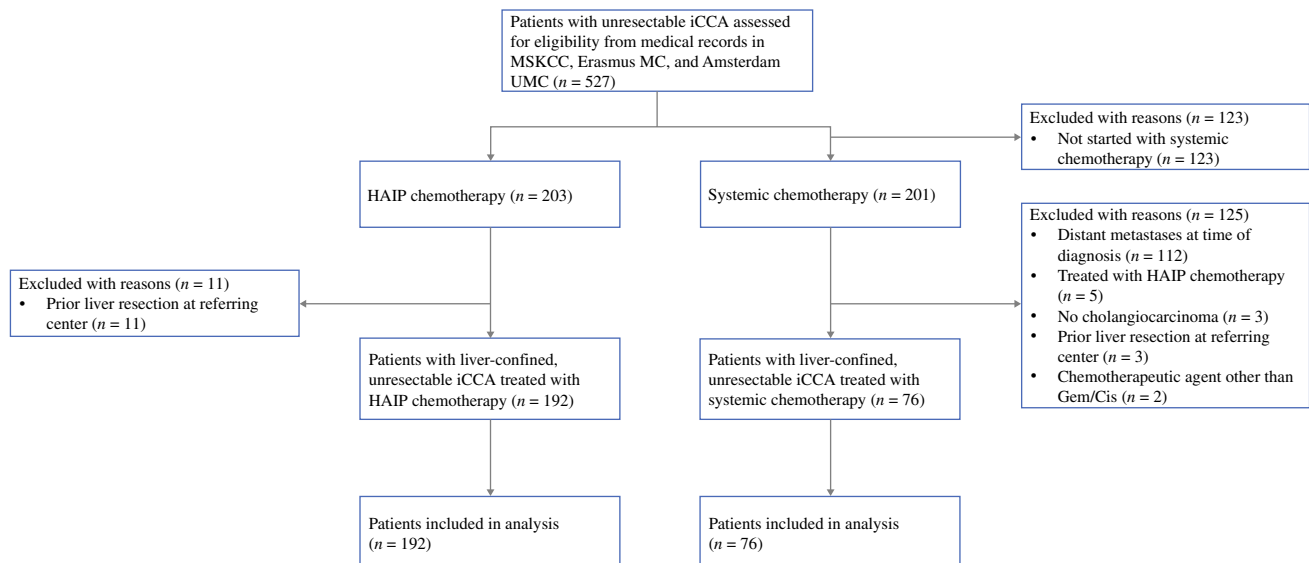 Patients with unresectable iCCA assessed
for eligibility from medical records in
MSKCC, Erasmus MC, and Amsterdam
UMC (n = 527)
Excluded with reasons (n = 123)
• Not started with systemic
chemotherapy (n = 123)
HAIP chemotherapy (n = 203)
Systemic chemotherapy (n = 201)
Excluded with reasons (n = 125)
• Distant metastases at time of
diagnosis (n = 112)
• Treated with HAIP chemotherapy
(n = 5)
• No cholangiocarcinoma (n = 3)
• Prior liver resection at referring
center (n = 3)
• Chemotherapeutic agent other than
Gem/Cis (n = 2)
Excluded with reasons (n = 11)
• Prior liver resection at referring
center (n = 11)
Patients with liver-confined,
unresectable iCCA treated with
HAIP chemotherapy (n = 192)
Patients with liver-confined,
unresectable iCCA treated with
systemic chemotherapy (n = 76)
Patients included in analysis
(n = 192)
Patients included in analysis
(n = 76)